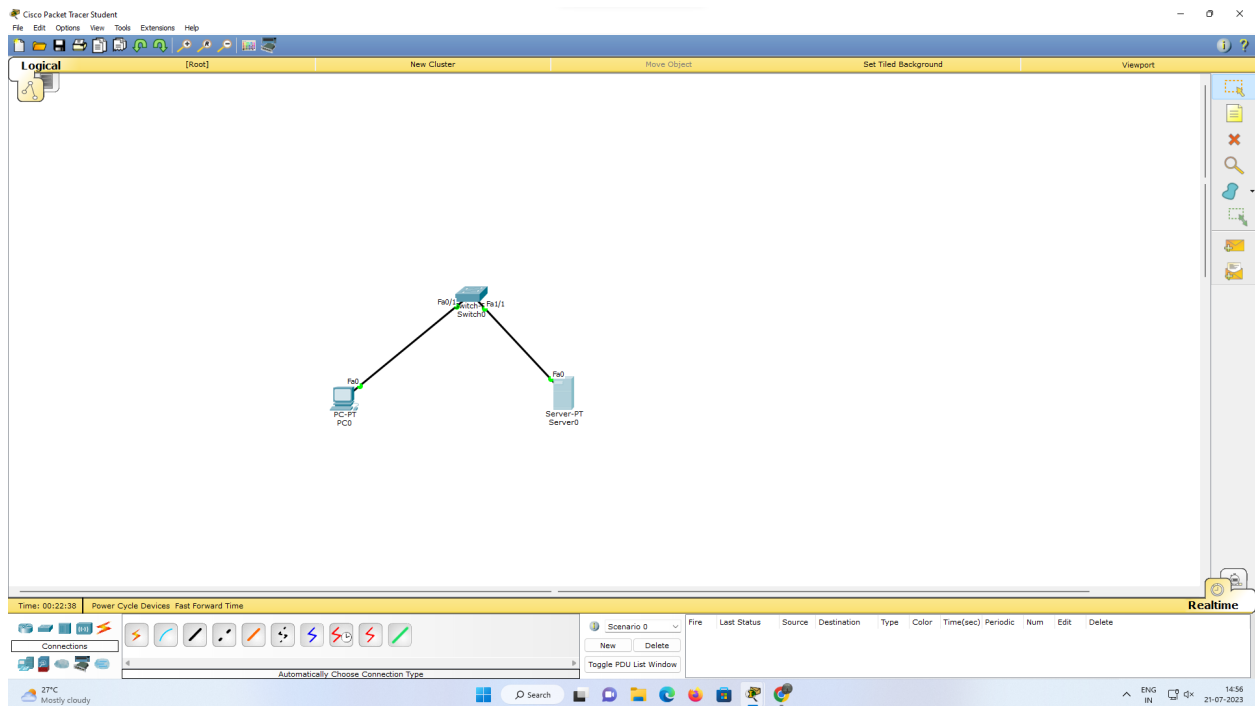 Cisco Packet Tracer Student
File Edit Options View Tools Extensions Help
Logical [Root] New Cluster Move Object Set Tiled Background Viewport
Fa0/1 Fa1/1
Switch0
Fa0 Fa0
PC-PT Server-PT
PC0 Server0
Time: 00:22:38 Power Cycle Devices Fast Forward Time Realtime
Scenario 0 Fire Last Status Source Destination Type Color Time(sec) Periodic Num Edit Delete
Connections New Delete
Toggle PDU List Window
Automatically Choose Connection Type
27°C
Mostly cloudy
Search
ENG
IN
14:56
21-07-2023